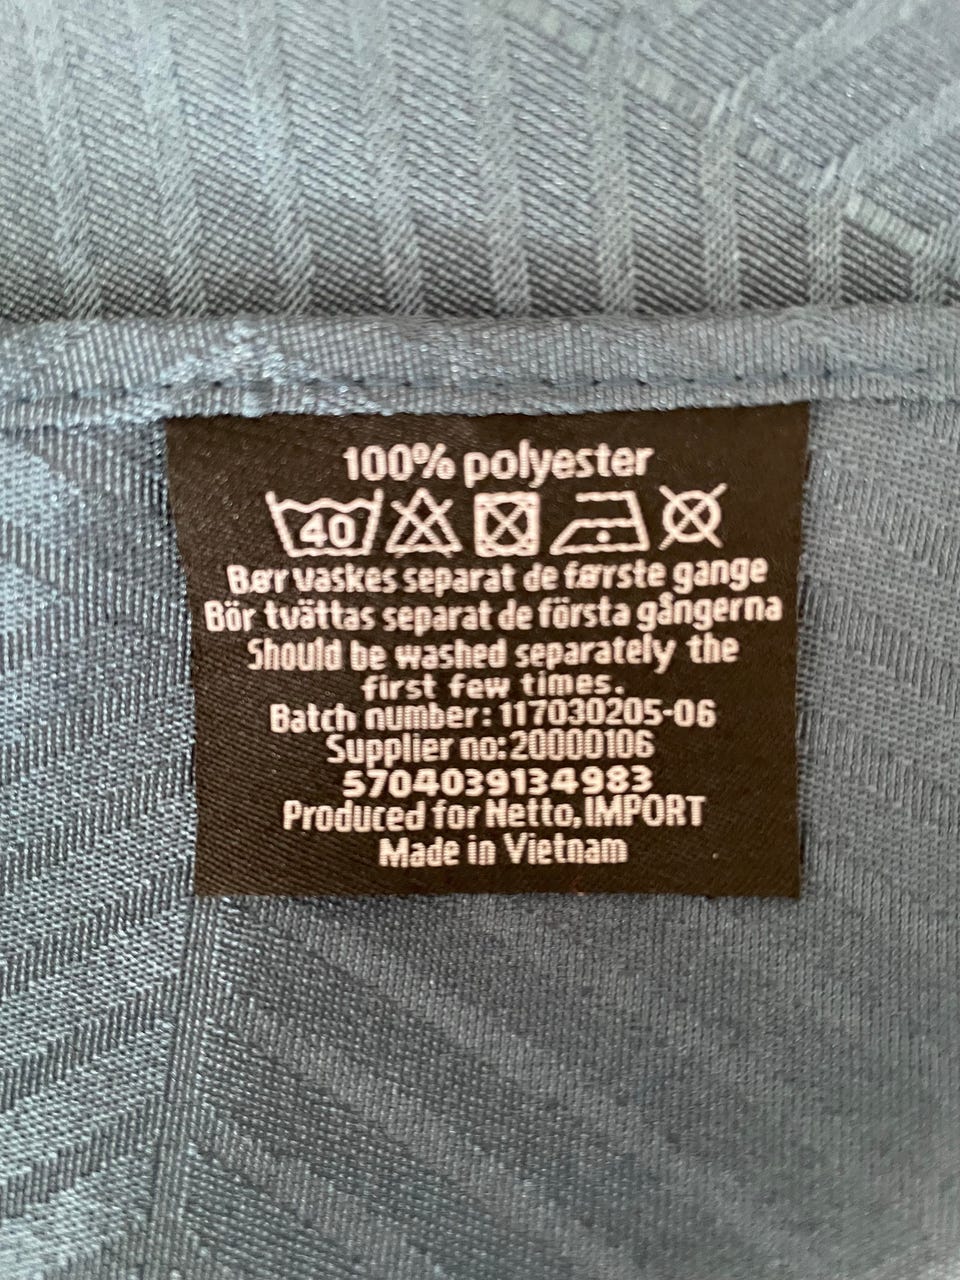 100% polyester
40
Bør vaskes separat de første gange
Bör tvättas separat de första gångerna
Should be washed separately the
first few times.
Batch number: 117030205-06
Supplier no:20000106
5704039134983
Produced for Netto, IMPORT
Made in Vietnam